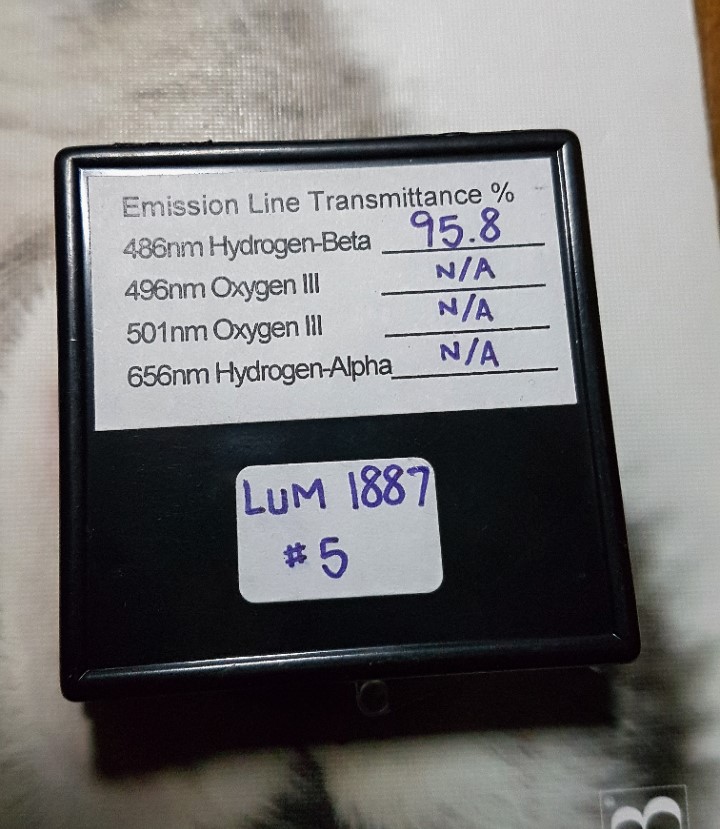 Emission Line Transmittance %
486nm Hydrogen-Beta 95.8
496nm Oxygen III N/A
501nm Oxygen III N/A
656nm Hydrogen-Alpha N/A
LUM 1887
#5